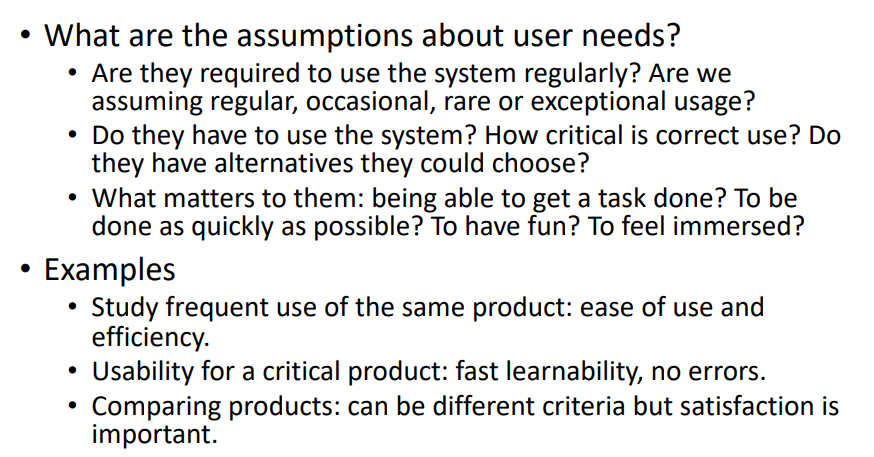 • What are the assumptions about user needs?
• Are they required to use the system regularly? Are we
assuming regular, occasional, rare or exceptional usage?
• Do they have to use the system? How critical is correct use? Do
they have alternatives they could choose?
• What matters to them: being able to get a task done? To be
done as quickly as possible? To have fun? To feel immersed?
• Examples
• Study frequent use of the same product: ease of use and
efficiency.
• Usability for a critical product: fast learnability, no errors.
• Comparing products: can be different criteria but satisfaction is
important.